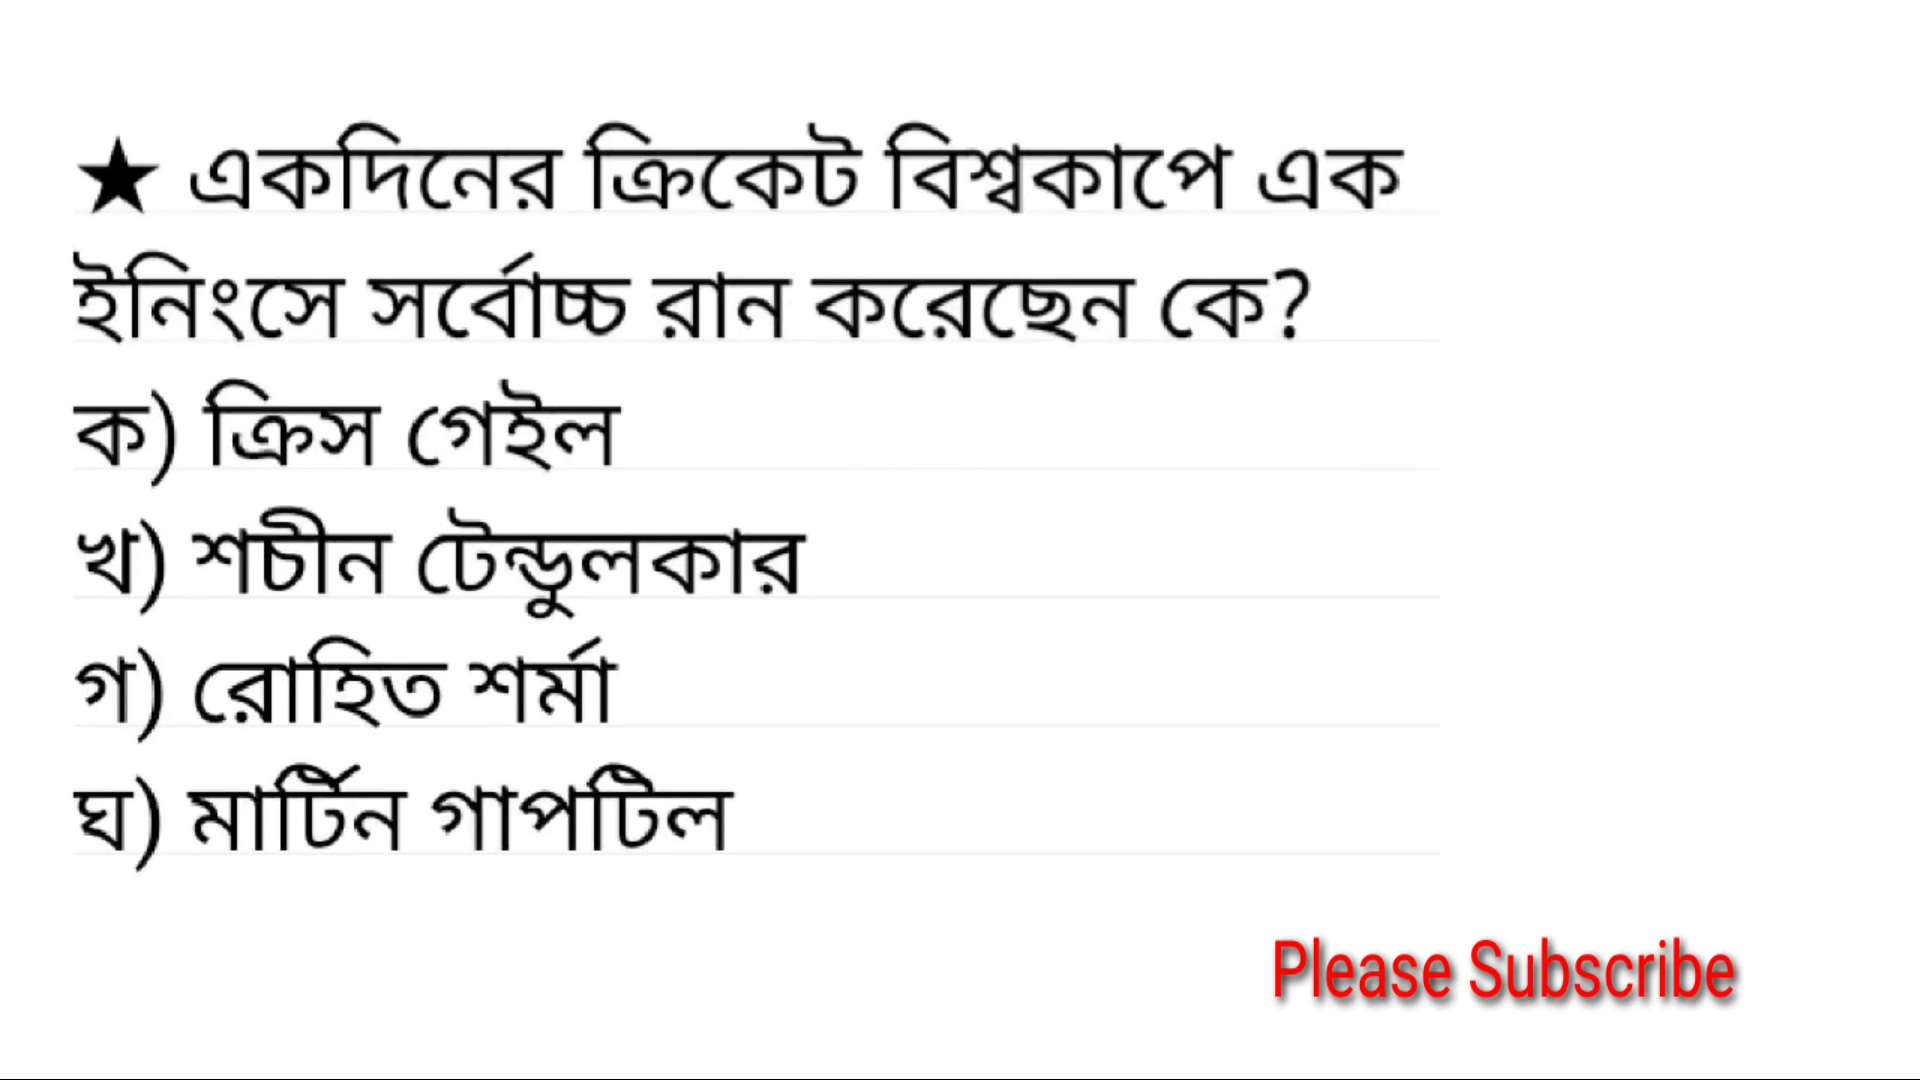 ★ একদিনের ক্রিকেট বিশ্বকাপে এক
ইনিংসে সর্বোচ্চ রান করেছেন কে?
ক) ক্রিস গেইল
খ) শচীন টেন্ডুলকার
গ) রোহিত শর্মা
ঘ) মার্টিন গাপটিল
Please Subscribe